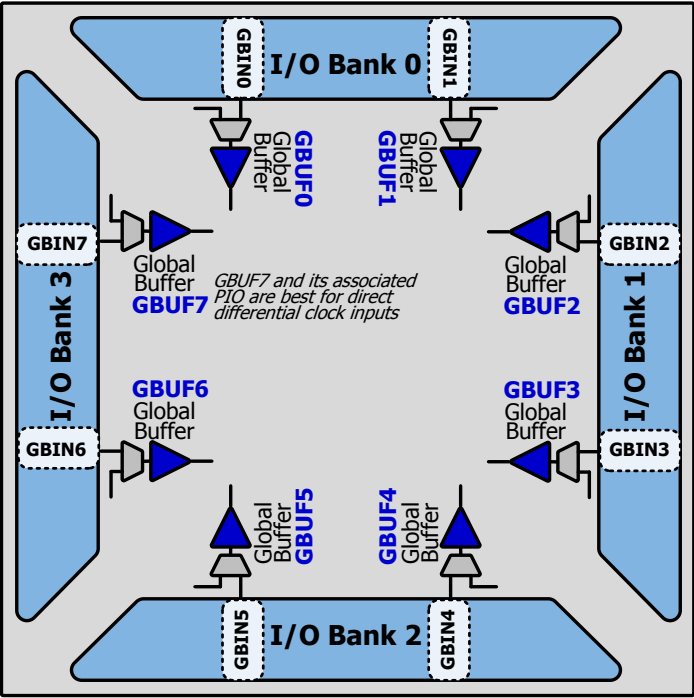 GBIN0
I/O Bank 0
GBIN1
Global
Buffer
GBUF0
Global
Buffer
GBUF1
GBIN7
Global
Buffer
GBUF7
GBUF7 and its associated
PIO are best for direct
differential clock inputs
GBIN2
Global
Buffer
GBUF2
I/O Bank 3
I/O Bank 1
GBUF6
Global
Buffer
GBIN6
GBUF3
Global
Buffer
GBIN3
Global
Buffer
GBUF5
GBUF4
Global
Buffer
GBIN5
I/O Bank 2
GBIN4